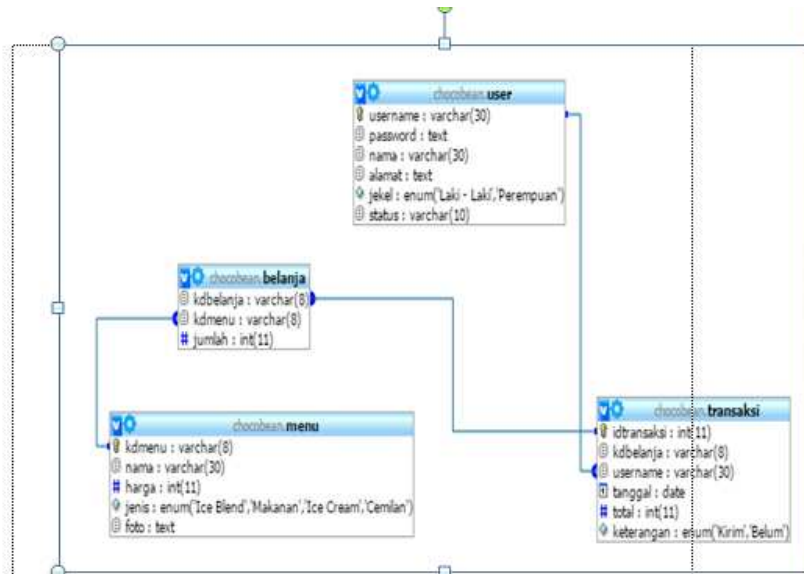 chocobean.user
username : varchar(30)
password : text
nama : varchar(30)
alamat : text
jekel : enum('Laki - Laki','Perempuan')
status : varchar(10)
chocobean.belanja
kdbelanja : varchar(8)
kdmenu : varchar(8)
# jumlah : int(11)
chocobean.menu
kdmenu : varchar(8)
nama : varchar(30)
# harga : int(11)
jenis : enum('Ice Blend','Makanan','Ice Cream','Cemilan')
foto : text
chocobean.transaksi
idtransaksi : int(11)
kdbelanja : varchar(8)
username : varchar(30)
tanggal : date
# total : int(11)
keterangan : enum('Kirim','Belum')